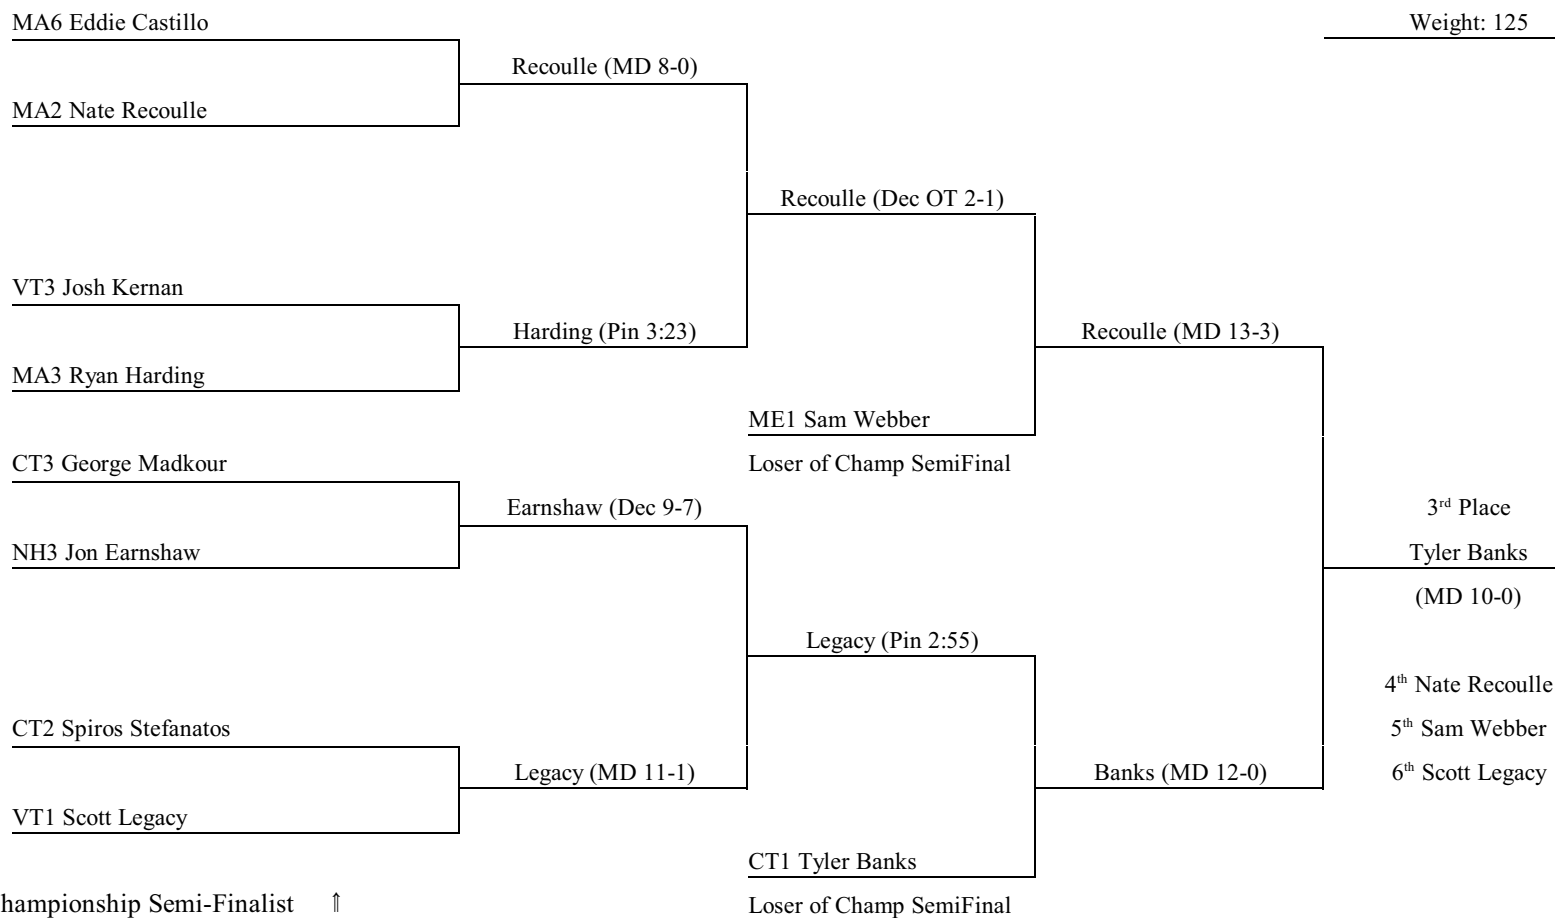 MA6 Eddie Castillo
Weight: 125
Recoulle (MD 8-0)
MA2 Nate Recoulle
Recoulle (Dec OT 2-1)
VT3 Josh Kernan
Harding (Pin 3:23)
Recoulle (MD 13-3)
MA3 Ryan Harding
ME1 Sam Webber
CT3 George Madkour
Loser of Champ SemiFinal
Earnshaw (Dec 9-7)
3rd Place
NH3 Jon Earnshaw
Tyler Banks
(MD 10-0)
Legacy (Pin 2:55)
4th Nate Recoulle
CT2 Spiros Stefanatos
5th Sam Webber
Legacy (MD 11-1)
Banks (MD 12-0)
6th Scott Legacy
VT1 Scott Legacy
CT1 Tyler Banks
hampionship Semi-Finalist ⇑
Loser of Champ SemiFinal